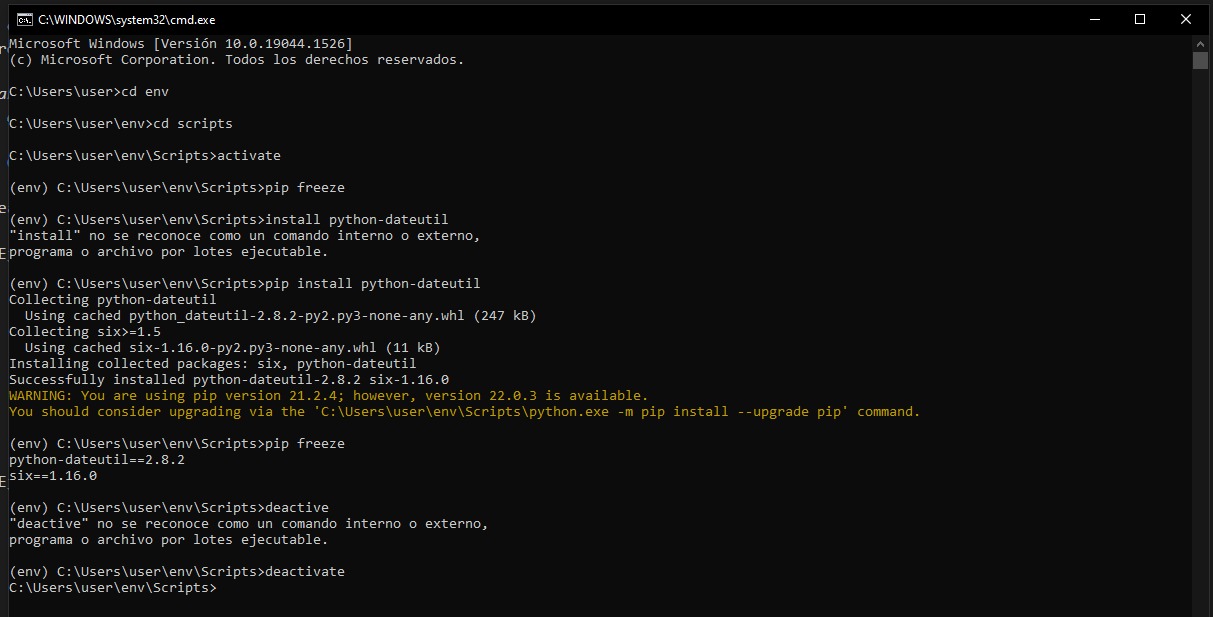 C:\WINDOWS\system32\cmd.exe
Microsoft Windows [Versión 10.0.19044.1526]
(c) Microsoft Corporation. Todos los derechos reservados.
C:\Users\user>cd env
C:\Users\user\env>cd scripts
C:\Users\user\env\Scripts>activate
(env) C:\Users\user\env\Scripts>pip freeze
(env) C:\Users\user\env\Scripts>install python-dateutil
"install" no se reconoce como un comando interno o externo,
programa o archivo por lotes ejecutable.
(env) C:\Users\user\env\Scripts>pip install python-dateutil
Collecting python-dateutil
  Using cached python_dateutil-2.8.2-py2.py3-none-any.whl (247 kB)
Collecting six>=1.5
  Using cached six-1.16.0-py2.py3-none-any.whl (11 kB)
Installing collected packages: six, python-dateutil
Successfully installed python-dateutil-2.8.2 six-1.16.0
WARNING: You are using pip version 21.2.4; however, version 22.0.3 is available.
You should consider upgrading via the 'C:\Users\user\env\Scripts\python.exe -m pip install --upgrade pip' command.
(env) C:\Users\user\env\Scripts>pip freeze
python-dateutil==2.8.2
six==1.16.0
(env) C:\Users\user\env\Scripts>deactive
"deactive" no se reconoce como un comando interno o externo,
programa o archivo por lotes ejecutable.
(env) C:\Users\user\env\Scripts>deactivate
C:\Users\user\env\Scripts>